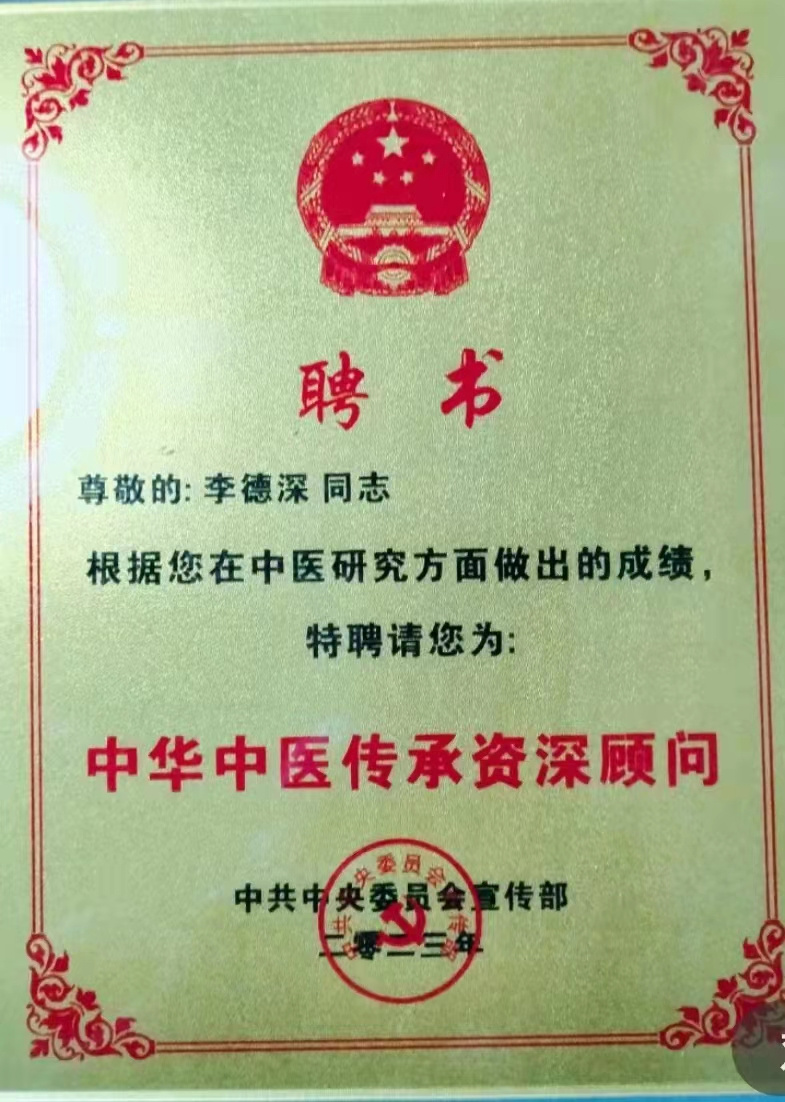 聘书
尊敬的: 李德深 同志
根据您在中医研究方面做出的成绩，
特聘请您为:
中华中医传承资深顾问
中共中央委员会宣传部
二零二三年